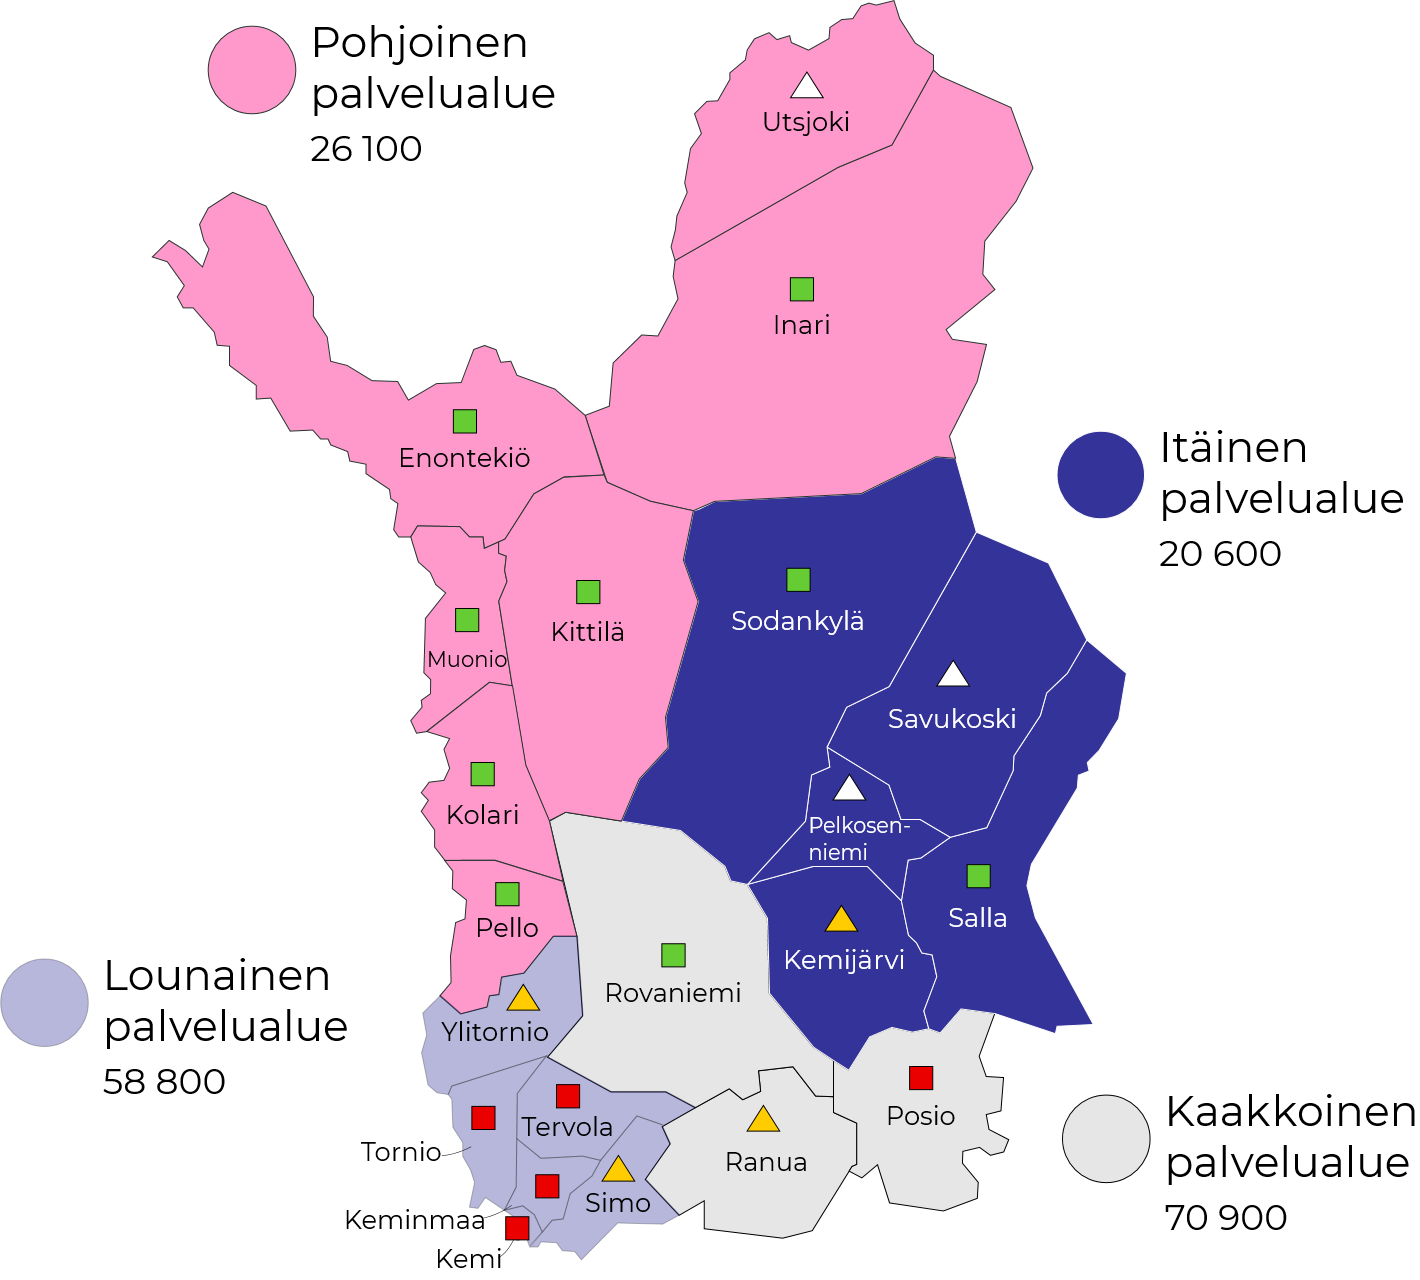 Pohjoinen
palvelualue
26 100
Utsjoki
Inari
Enontekiö
Itäinen
palvelualue
20 600
Sodankylä
Kittilä
Muonio
Savukoski
Kolari
Pelkosen-
niemi
Salla
Pello
Kemijärvi
Rovaniemi
Lounainen
palvelualue
58 800
Ylitornio
Kaakkoinen
palvelualue
70 900
Posio
Tervola
Tornio
Ranua
Simo
Keminmaa
Kemi